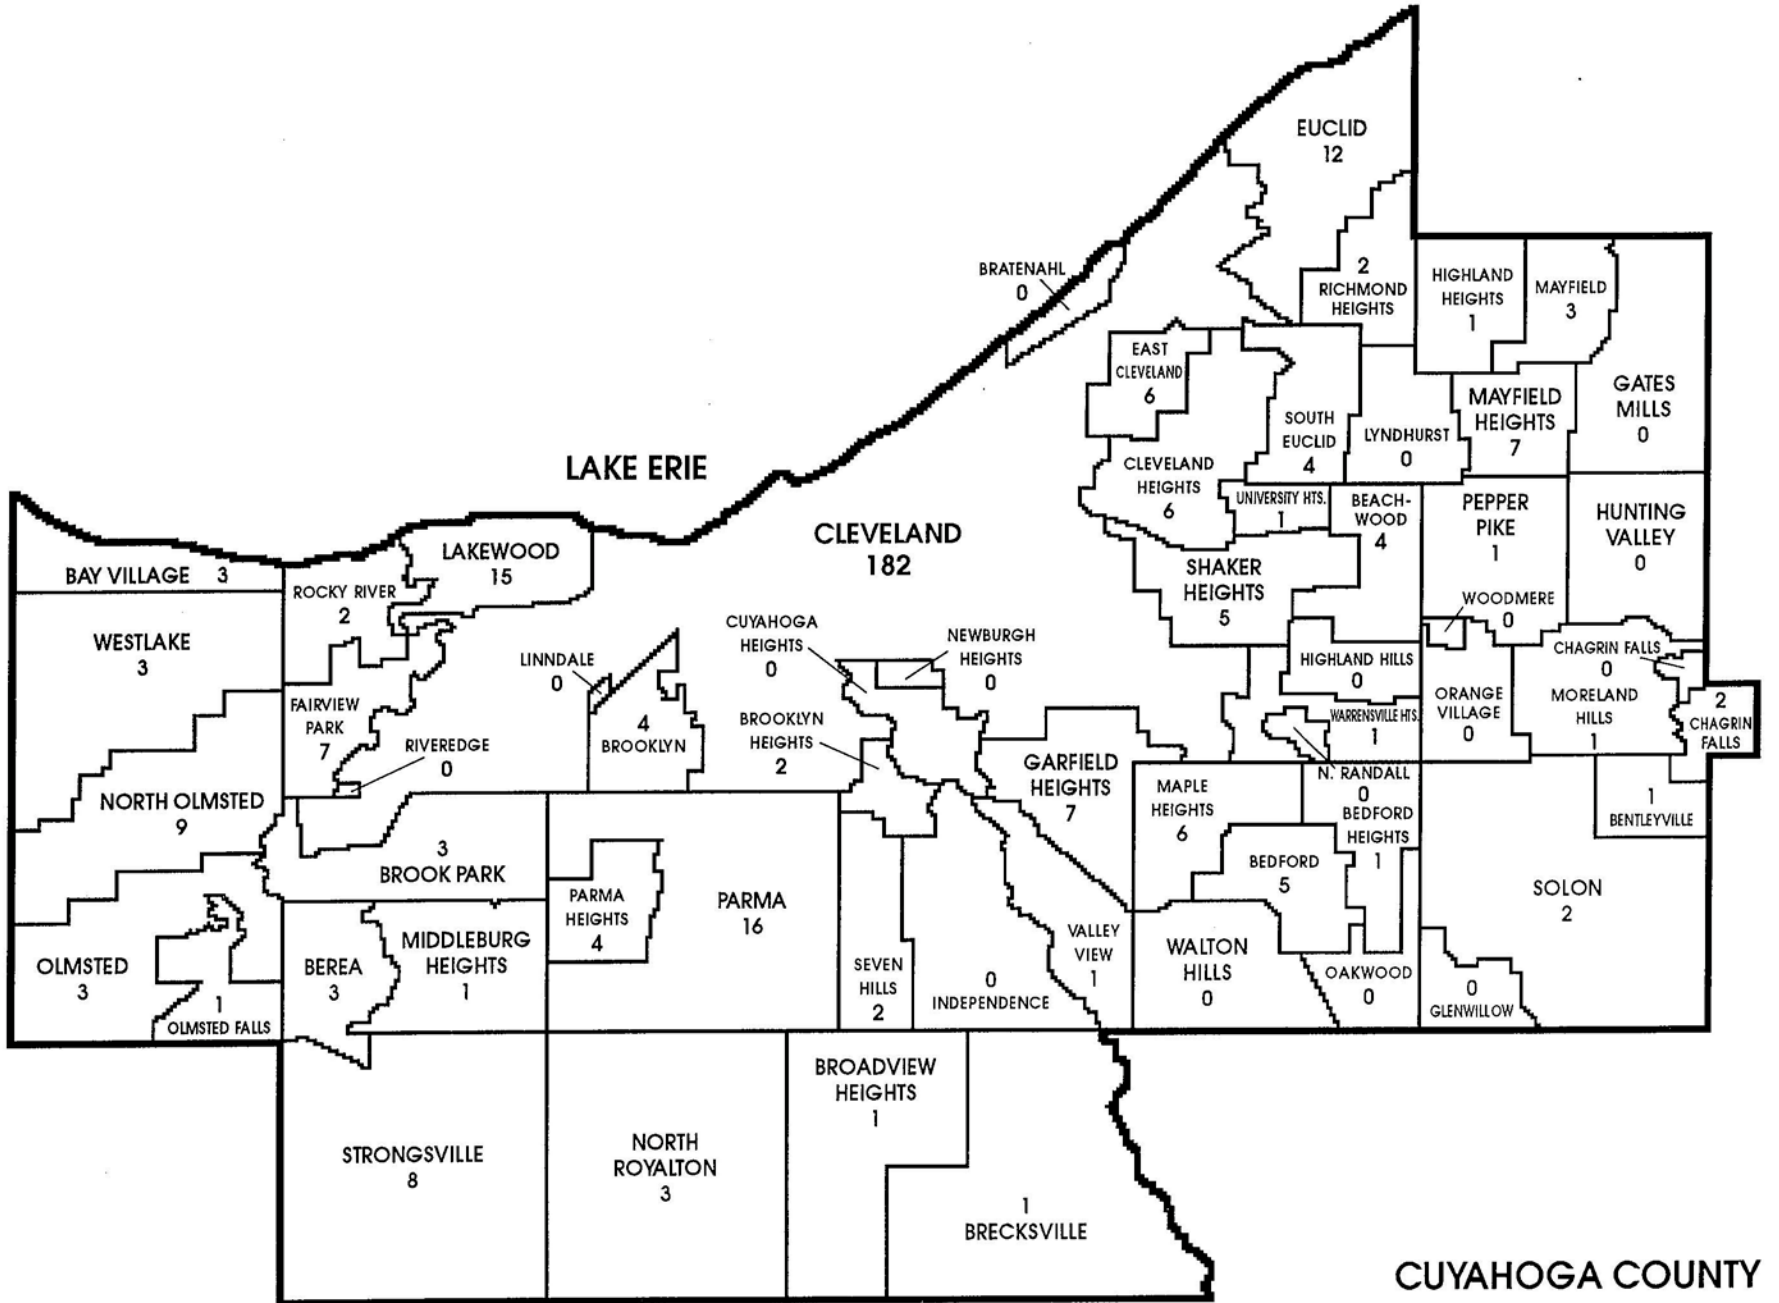 EUCLID
12
BRATENAHL
0
2
RICHMOND
HEIGHTS
HIGHLAND
HEIGHTS
1
MAYFIELD
3
EAST
CLEVELAND
6
GATES
MILLS
0
MAYFIELD
HEIGHTS
7
SOUTH
EUCLID
4
LYNDHURST
0
LAKE ERIE
CLEVELAND
HEIGHTS
6
UNIVERSITY HTS.
1
BEACH-
WOOD
4
PEPPER
PIKE
1
HUNTING
VALLEY
0
CLEVELAND
182
LAKEWOOD
15
BAY VILLAGE 3
ROCKY RIVER
2
SHAKER
HEIGHTS
5
WOODMERE
0
WESTLAKE
3
CUYAHOGA
HEIGHTS
0
NEWBURGH
HEIGHTS
0
LINNDALE
0
HIGHLAND HILLS
0
CHAGRIN FALLS
0
FAIRVIEW
PARK
7
4
BROOKLYN
BROOKLYN
HEIGHTS
2
ORANGE
VILLAGE
0
MORELAND
HILLS
1
2
CHAGRIN
FALLS
WARRENSVILLE HTS.
1
RIVEREDGE
0
GARFIELD
HEIGHTS
7
N. RANDALL
0
MAPLE
HEIGHTS
6
BEDFORD
HEIGHTS
1
1
BENTLEYVILLE
NORTH OLMSTED
9
3
BROOK PARK
BEDFORD
5
PARMA
HEIGHTS
4
PARMA
16
SOLON
2
OLMSTED
3
BEREA
3
MIDDLEBURG
HEIGHTS
1
VALLEY
VIEW
1
WALTON
HILLS
0
SEVEN
HILLS
2
0
INDEPENDENCE
OAKWOOD
0
0
GLENWILLOW
1
OLMSTED FALLS
BROADVIEW
HEIGHTS
1
STRONGSVILLE
8
NORTH
ROYALTON
3
1
BRECKSVILLE
CUYAHOGA COUNTY